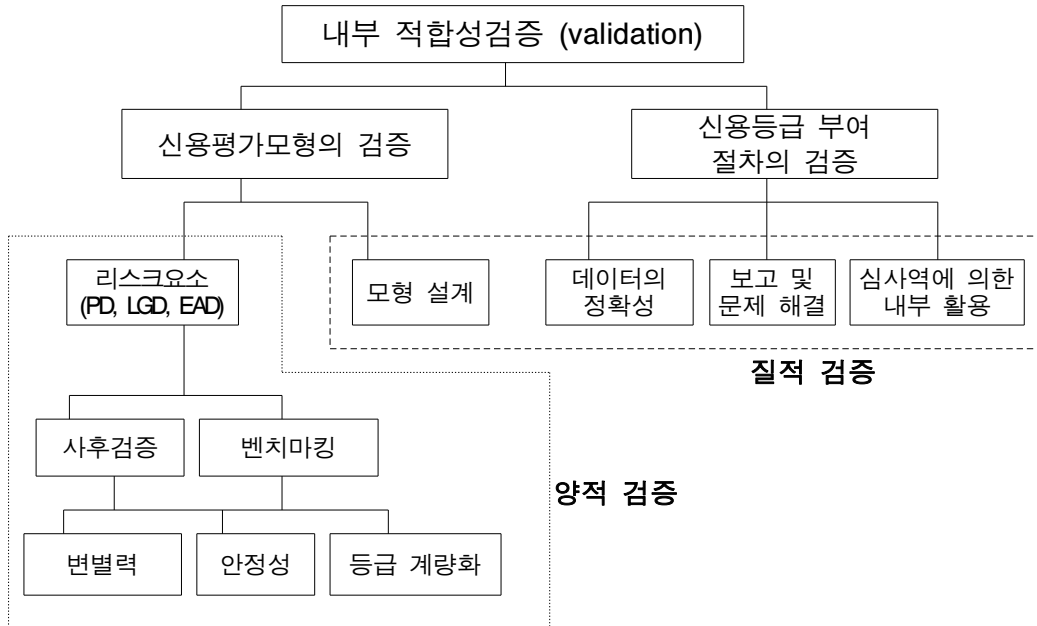 내부 적합성검증 (validation)
신용평가모형의 검증
신용등급 부여
절차의 검증
리스크요소
(PD, LGD, EAD)
모형 설계
데이터의
정확성
보고 및
문제 해결
심사역에 의한
내부 활용
질적 검증
사후검증
벤치마킹
양적 검증
변별력
안정성
등급 계량화